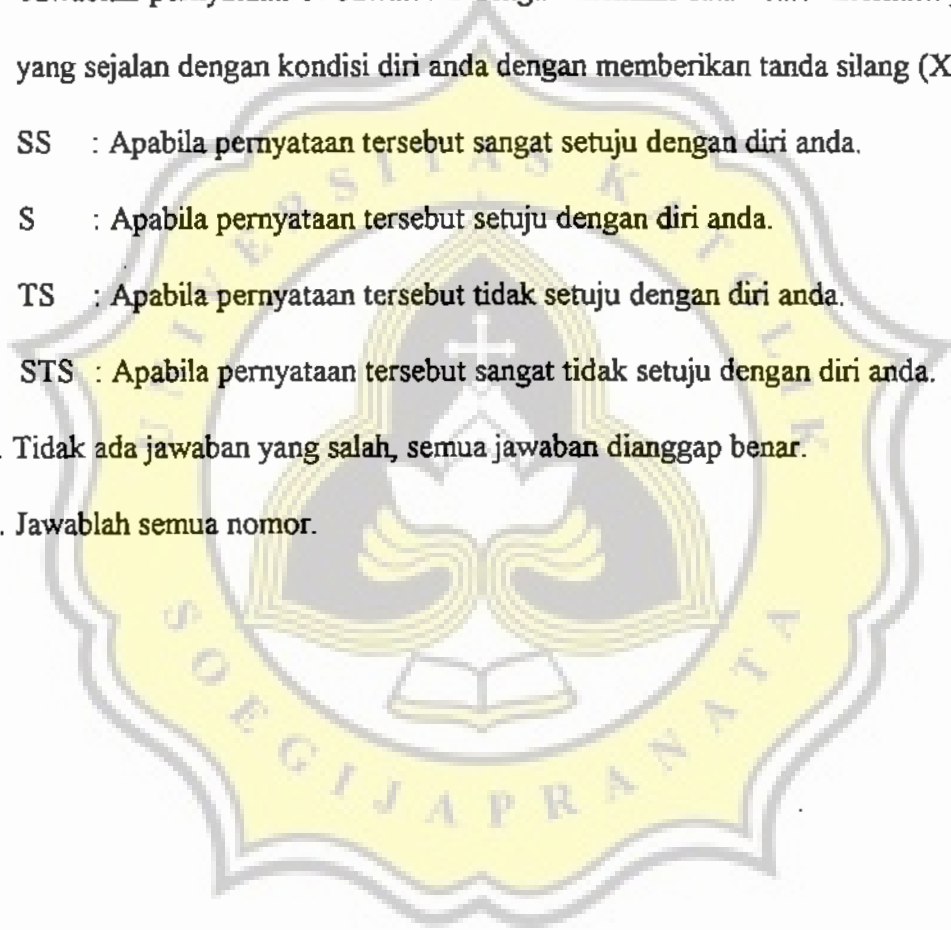 yang sejalan dengan kondisi diri anda dengan memberikan tanda silang (X
SS : Apabila pernyataan tersebut sangat setuju dengan diri anda.
S : Apabila pernyataan tersebut setuju dengan diri anda.
TS : Apabila pernyataan tersebut tidak setuju dengan diri anda.
STS : Apabila pernyataan tersebut sangat tidak setuju dengan diri anda.
. Tidak ada jawaban yang salah, semua jawaban dianggap benar.
. Jawablah semua nomor.
UNIVERSITAS KATOLIK
SOEGIJAPRANATA